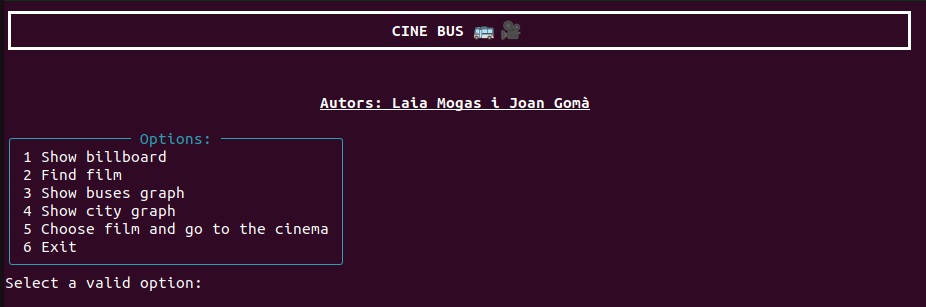 CINE BUS 🚌 🎥
Autors: Laia Mogas i Joan Gomà
Options:
1 Show billboard
2 Find film
3 Show buses graph
4 Show city graph
5 Choose film and go to the cinema
6 Exit
Select a valid option: